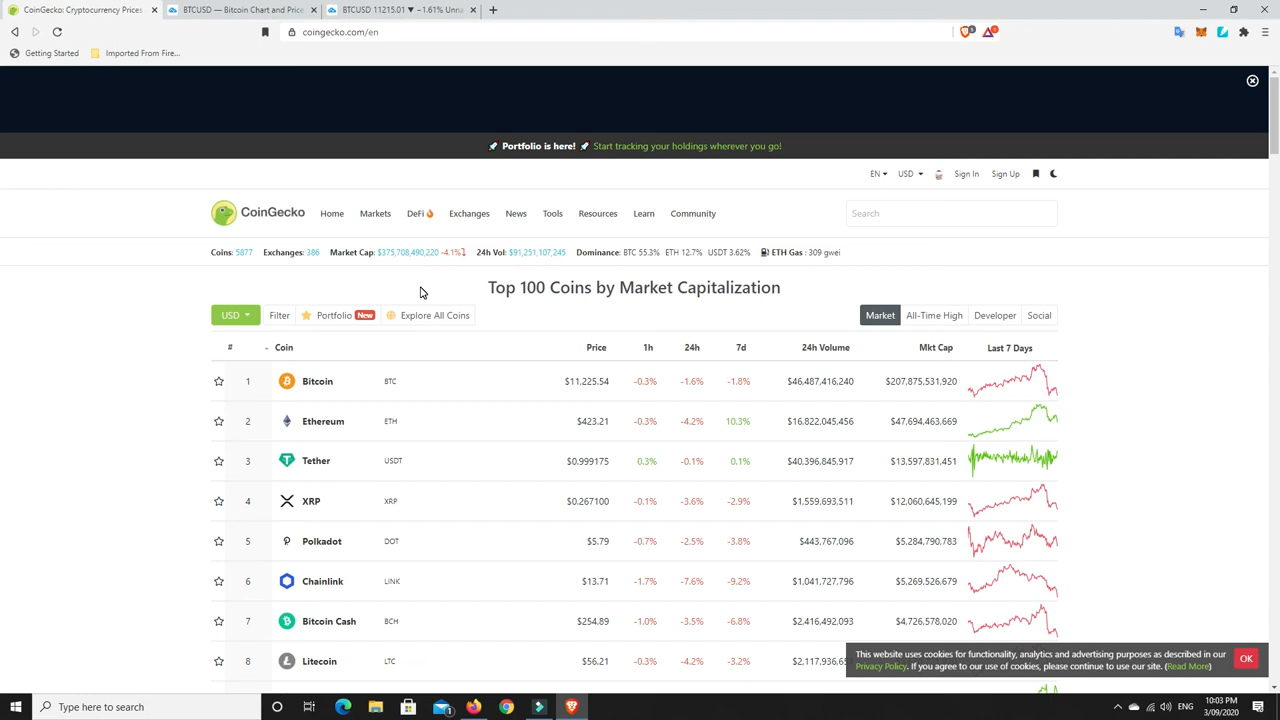 CoinGecko: Cryptocurrency Prices
BTCUSD — Bitcoin Chart and Price
BTCUSD 11215.01 ▼ −1.61% Unna
coingecko.com/en
Getting Started
Imported From Fire...
🚀 Portfolio is here! 🚀 Start tracking your holdings wherever you go!
EN USD Sign In Sign Up
CoinGecko Home Markets DeFi Exchanges News Tools Resources Learn Community Search
Coins: 5877 Exchanges: 386 Market Cap: $375,708,490,220 -4.1% 24h Vol: $91,251,107,245 Dominance: BTC 55.3% ETH 12.7% USDT 3.62% ETH Gas : 309 gwei
Top 100 Coins by Market Capitalization
USD Filter Portfolio New Explore All Coins Market All-Time High Developer Social
# Coin Price 1h 24h 7d 24h Volume Mkt Cap Last 7 Days
1 Bitcoin BTC $11,225.54 -0.3% -1.6% -1.8% $46,487,416,240 $207,875,531,920
2 Ethereum ETH $423.21 -0.3% -4.2% 10.3% $16,822,045,456 $47,694,463,669
3 Tether USDT $0.999175 0.3% -0.1% 0.1% $40,396,845,917 $13,597,831,451
4 XRP XRP $0.267100 -0.1% -3.6% -2.9% $1,559,693,511 $12,060,645,199
5 Polkadot DOT $5.79 -0.7% -2.5% -3.8% $443,767,096 $5,284,790,783
6 Chainlink LINK $13.71 -1.7% -7.6% -9.2% $1,041,727,796 $5,269,526,679
7 Bitcoin Cash BCH $254.89 -1.0% -3.5% -6.8% $2,416,492,093 $4,726,578,020
8 Litecoin LTC $56.21 -0.3% -4.2% -3.2%
This website uses cookies for functionality, analytics and advertising purposes as described in our
Privacy Policy. If you agree to our use of cookies, please continue to use our site. (Read More)
OK
Type here to search
ENG
10:03 PM
3/09/2020